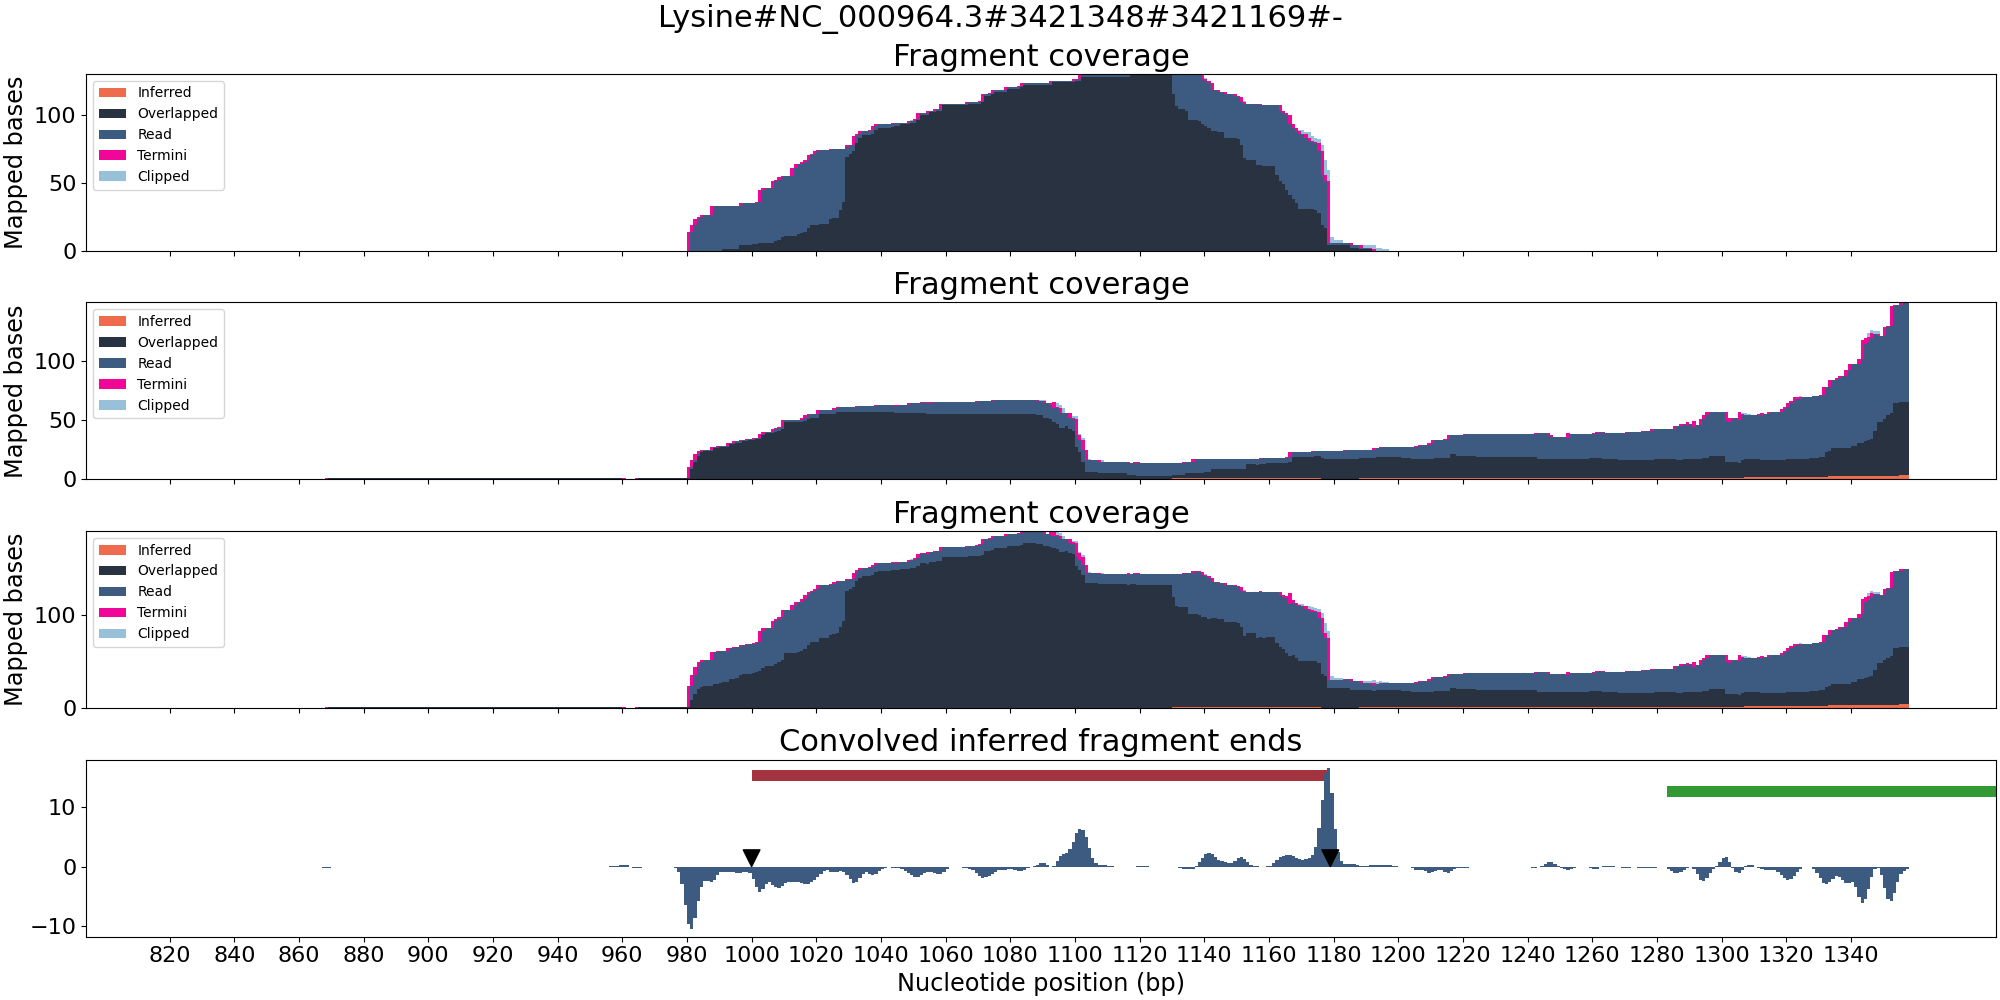 Lysine#NC_000964.3#3421348#3421169#-
Fragment coverage
Mapped bases
100
50
0
Inferred
Overlapped
Read
Termini
Clipped
Fragment coverage
Mapped bases
100
50
0
Inferred
Overlapped
Read
Termini
Clipped
Fragment coverage
Mapped bases
100
0
Inferred
Overlapped
Read
Termini
Clipped
Convolved inferred fragment ends
10
0
−10
820 840 860 880 900 920 940 960 980 1000 1020 1040 1060 1080 1100 1120 1140 1160 1180 1200 1220 1240 1260 1280 1300 1320 1340
Nucleotide position (bp)